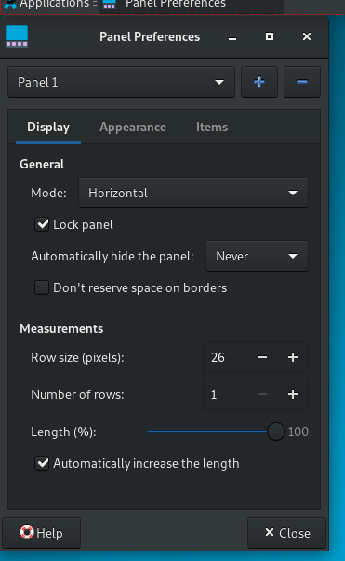 Applications Panel Preferences
Panel Preferences
Panel 1
Display Appearance Items
General
Mode: Horizontal
Lock panel
Automatically hide the panel: Never
Don't reserve space on borders
Measurements
Row size (pixels): 26
Number of rows: 1
Length (%): 100
Automatically increase the length
Help Close